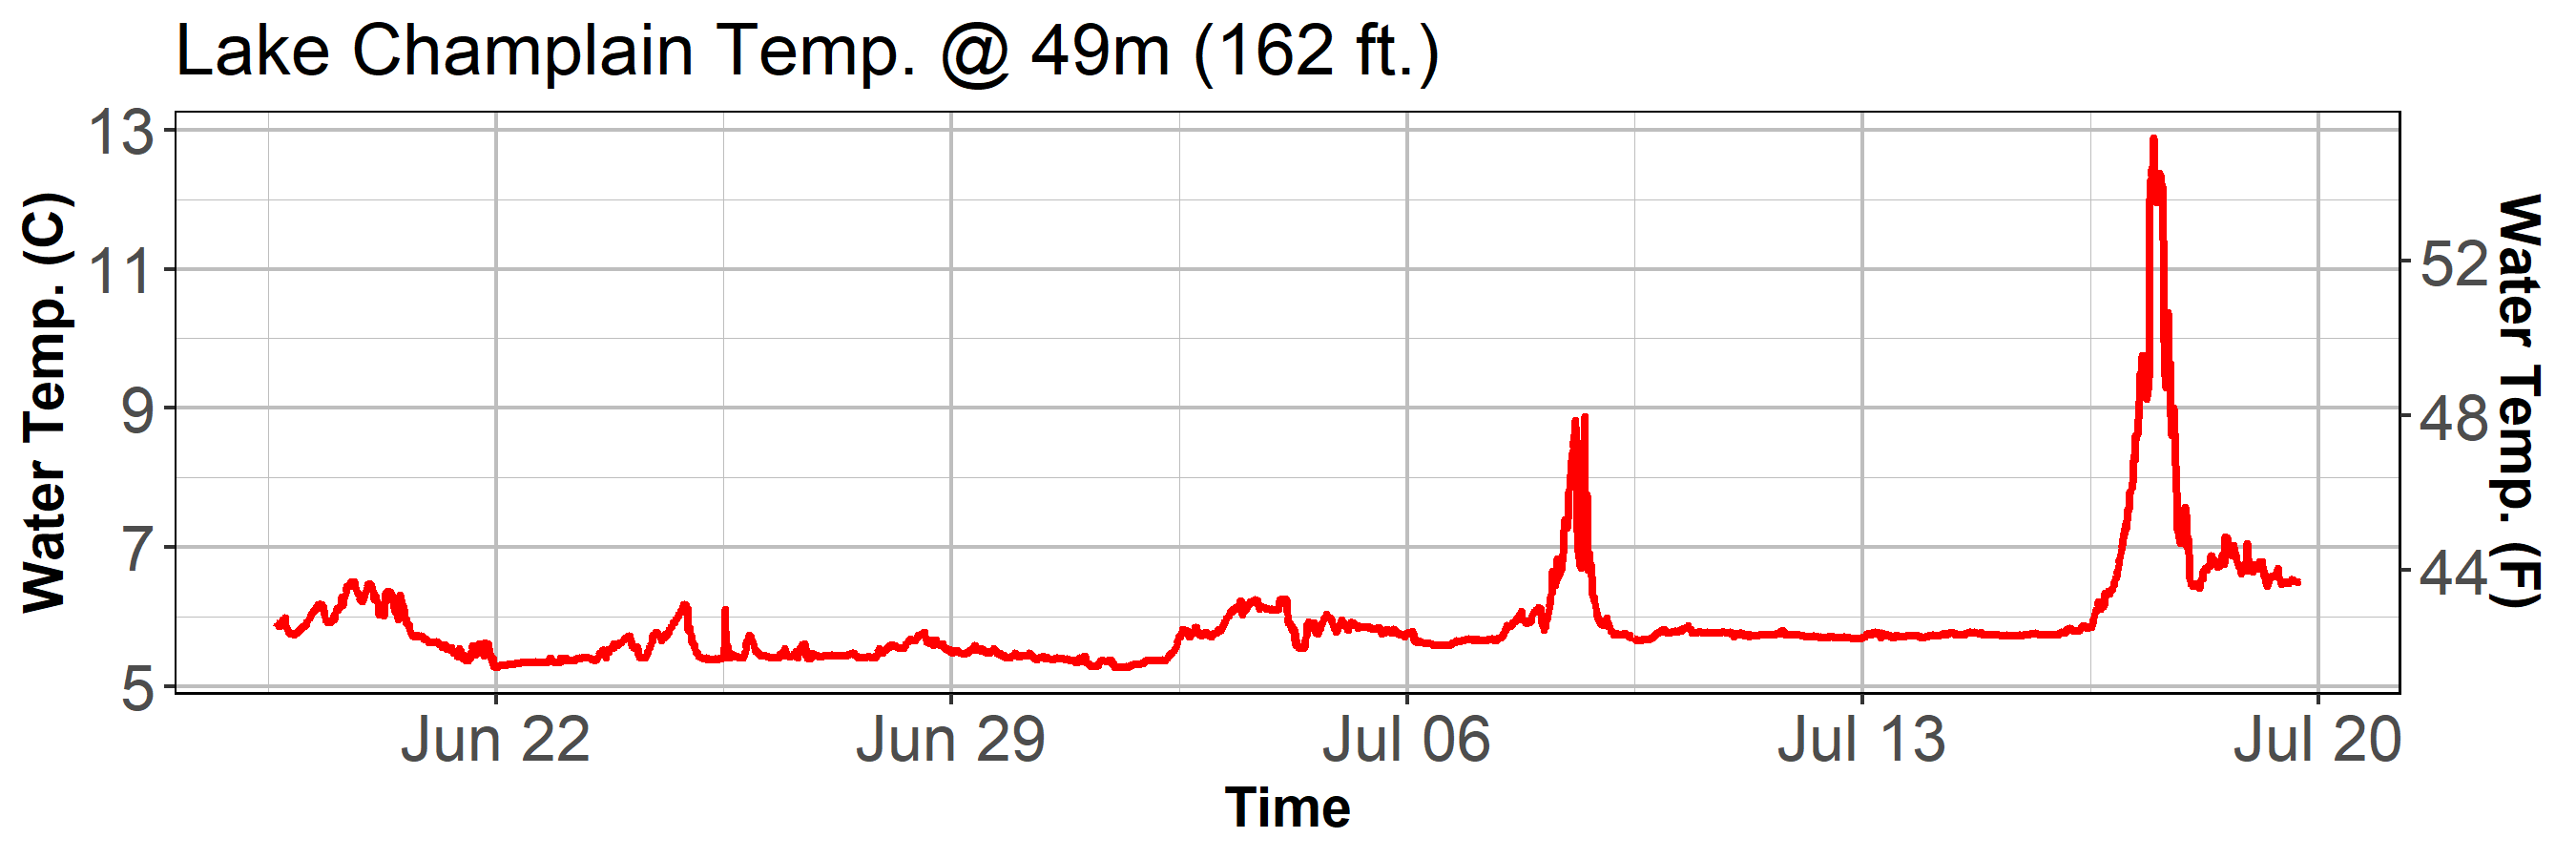 Lake Champlain Temp. @ 49m (162 ft.)
Water Temp. (C)
13
11
9
7
5
52
48
44
Water Temp. (F)
Jun 22
Jun 29
Jul 06
Jul 13
Jul 20
Time